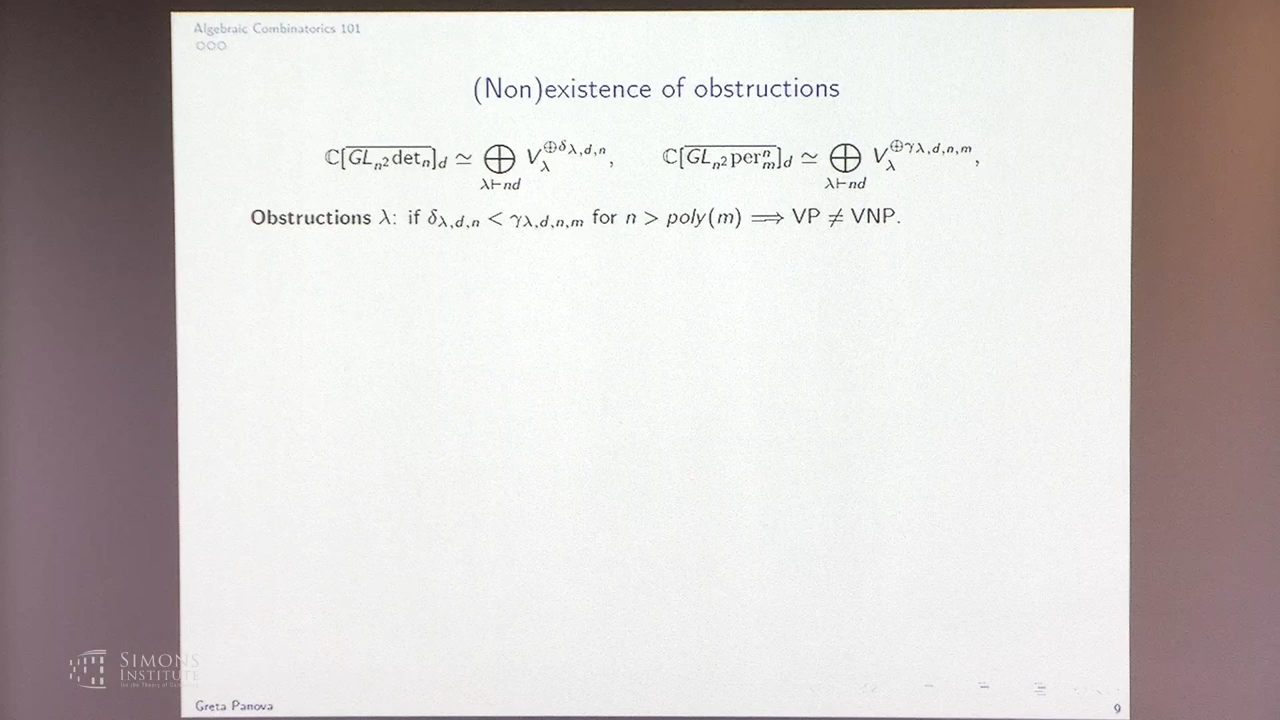 Algebraic Combinatorics 101
(Non)existence of obstructions
ℂ[\overline{GL_{n^2} det_n}]_d ≃ ⊕_{λ⊢nd} V_λ^{⊕δ_{λ,d,n}}, ℂ[\overline{GL_{n^2} per_m^n}]_d ≃ ⊕_{λ⊢nd} V_λ^{⊕γ_{λ,d,n,m}},
Obstructions λ: if δ_{λ,d,n} < γ_{λ,d,n,m} for n > poly(m) ⟹ VP ≠ VNP.
SIMONS
INSTITUTE
Greta Panova
9